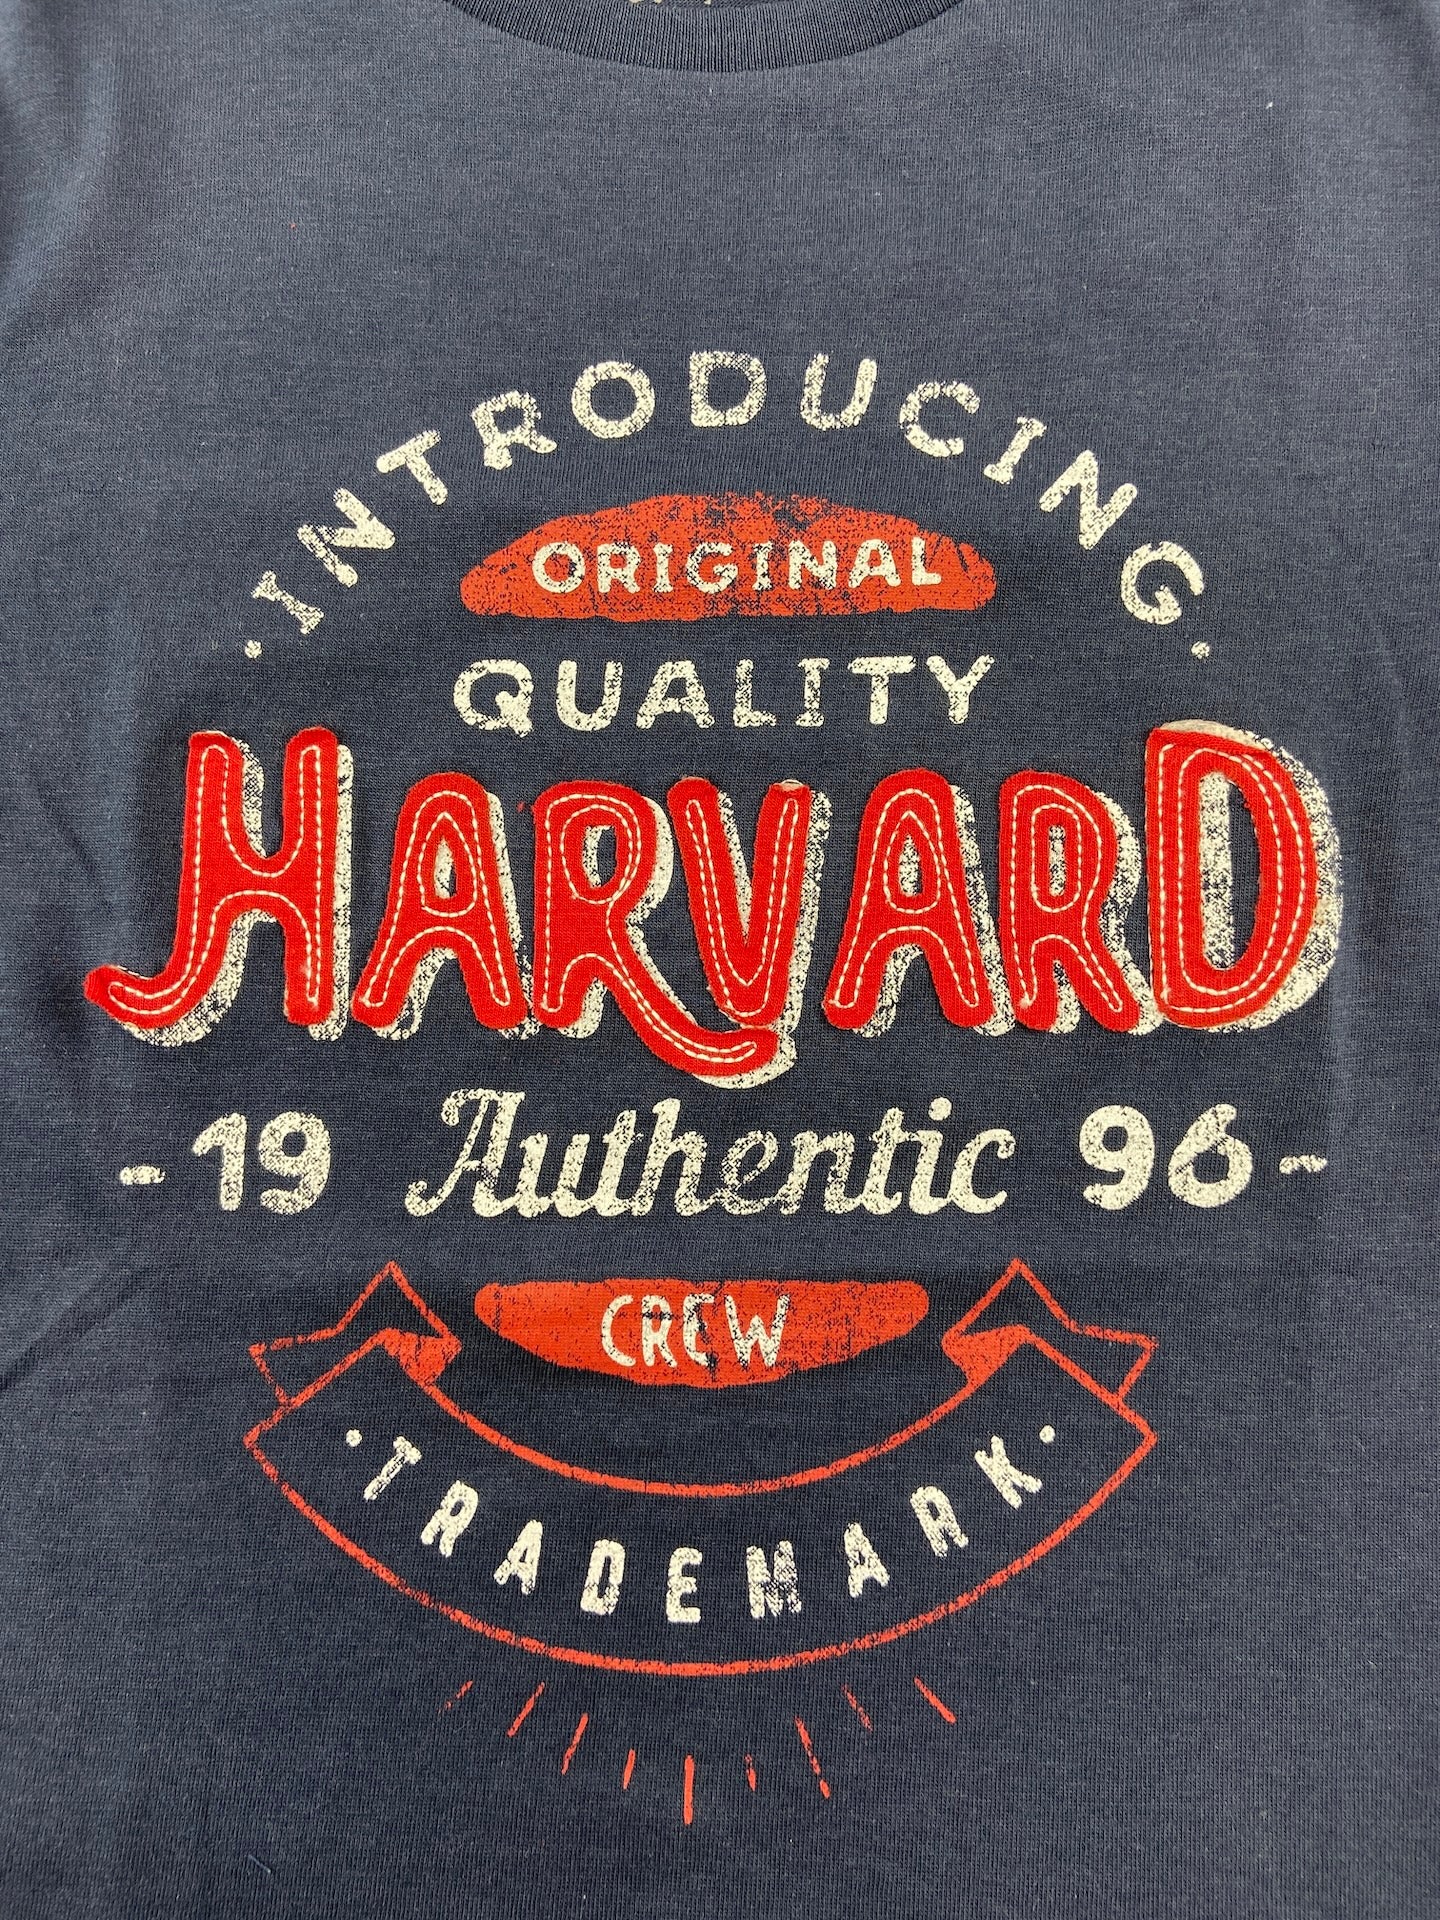 ·INTRODUCING·
ORIGINAL
QUALITY
HARVARD
-19 Authentic 96-
CREW
·TRADEMARK·